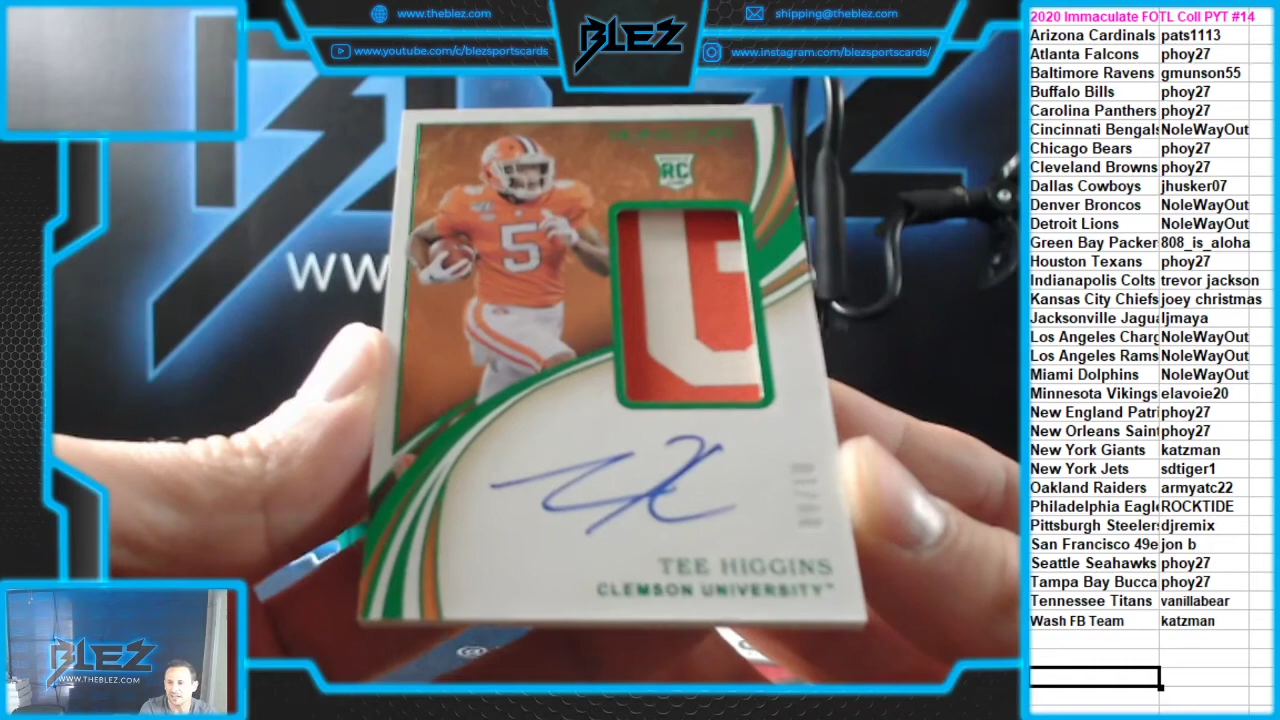 www.theblez.com
shipping@theblez.com
www.youtube.com/c/blezsportscards
www.instagram.com/blezsportscards/
BLEZ
WW
RC
5
TEE HIGGINS
CLEMSON UNIVERSITY™
@
BLEZ
WWW.THEBLEZ.COM
2020 Immaculate FOTL Coll PYT #14
Arizona Cardinals pats1113
Atlanta Falcons phoy27
Baltimore Ravens gmunson55
Buffalo Bills phoy27
Carolina Panthers phoy27
Cincinnati Bengals NoleWayOut
Chicago Bears phoy27
Cleveland Browns phoy27
Dallas Cowboys jhusker07
Denver Broncos NoleWayOut
Detroit Lions NoleWayOut
Green Bay Packer 808_is_aloha
Houston Texans phoy27
Indianapolis Colts trevor jackson
Kansas City Chiefs joey christmas
Jacksonville Jagua ljmaya
Los Angeles Charg NoleWayOut
Los Angeles Rams NoleWayOut
Miami Dolphins NoleWayOut
Minnesota Vikings elavoie20
New England Patri phoy27
New Orleans Saint phoy27
New York Giants katzman
New York Jets sdtiger1
Oakland Raiders armyatc22
Philadelphia Eagle ROCKTIDE
Pittsburgh Steelers djremix
San Francisco 49e jon b
Seattle Seahawks phoy27
Tampa Bay Bucca phoy27
Tennessee Titans vanillabear
Wash FB Team katzman